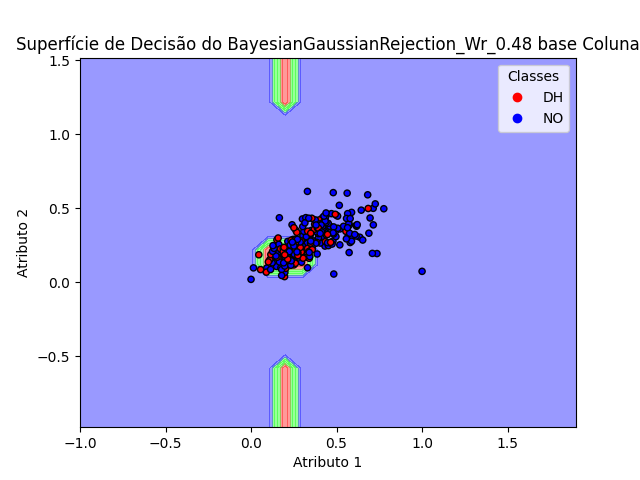 Superfície de Decisão do BayesianGaussianRejection_Wr_0.48 base Coluna
1.5
1.0
0.5
0.0
−0.5
Atributo 2
Classes
DH
NO
−1.0
−0.5
0.0
0.5
1.0
1.5
Atributo 1